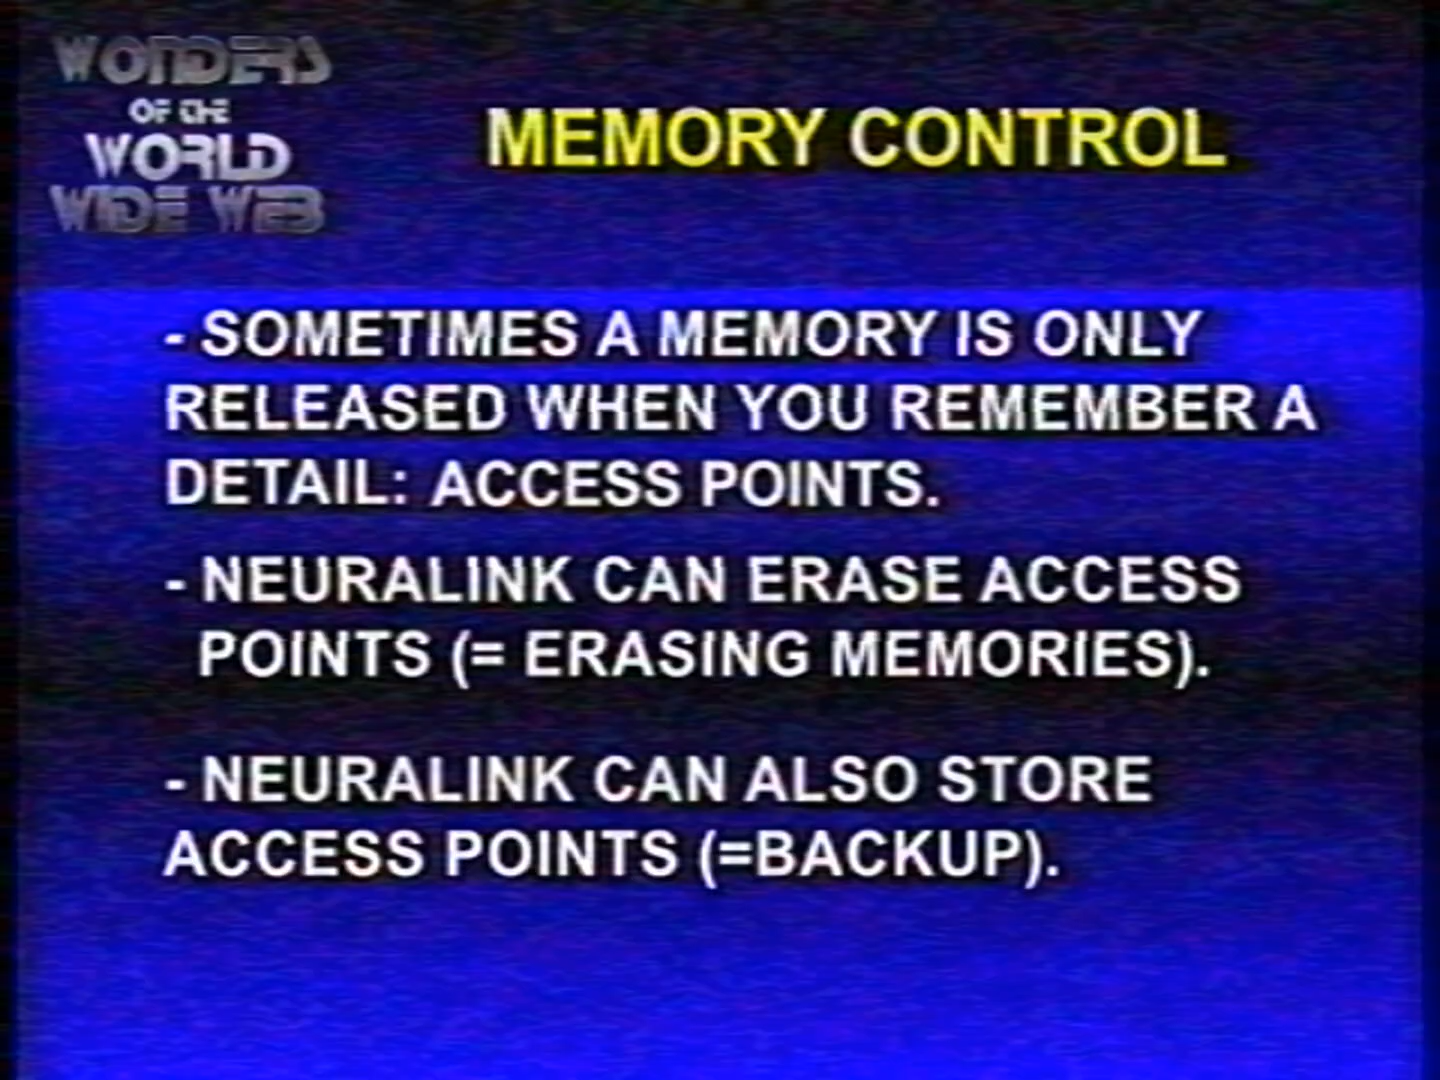 WONDERS
OF THE
WORLD
WIDE WEB
MEMORY CONTROL
- SOMETIMES A MEMORY IS ONLY
RELEASED WHEN YOU REMEMBER A
DETAIL: ACCESS POINTS.
- NEURALINK CAN ERASE ACCESS
POINTS (= ERASING MEMORIES).
- NEURALINK CAN ALSO STORE
ACCESS POINTS (=BACKUP).